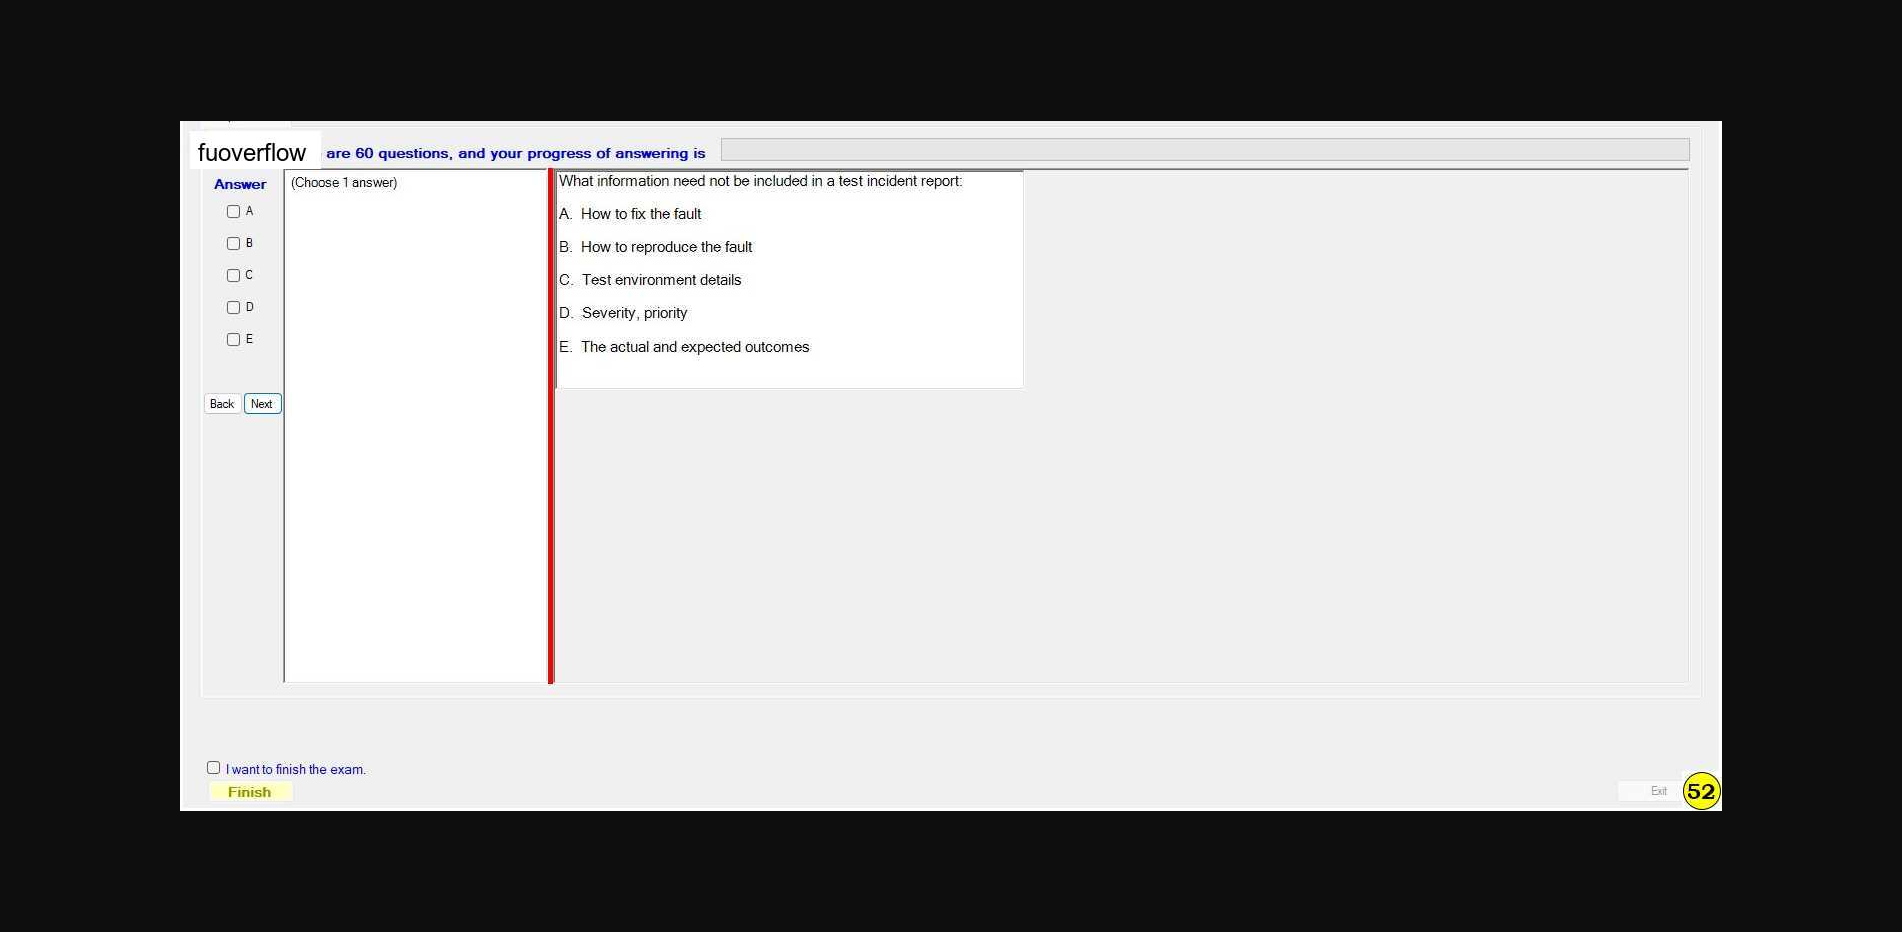 fuoverflow are 60 questions, and your progress of answering is
Answer
(Choose 1 answer)
A
B
C
D
E
Back Next
What information need not be included in a test incident report:
A. How to fix the fault
B. How to reproduce the fault
C. Test environment details
D. Severity, priority
E. The actual and expected outcomes
I want to finish the exam.
Finish
Exit
52